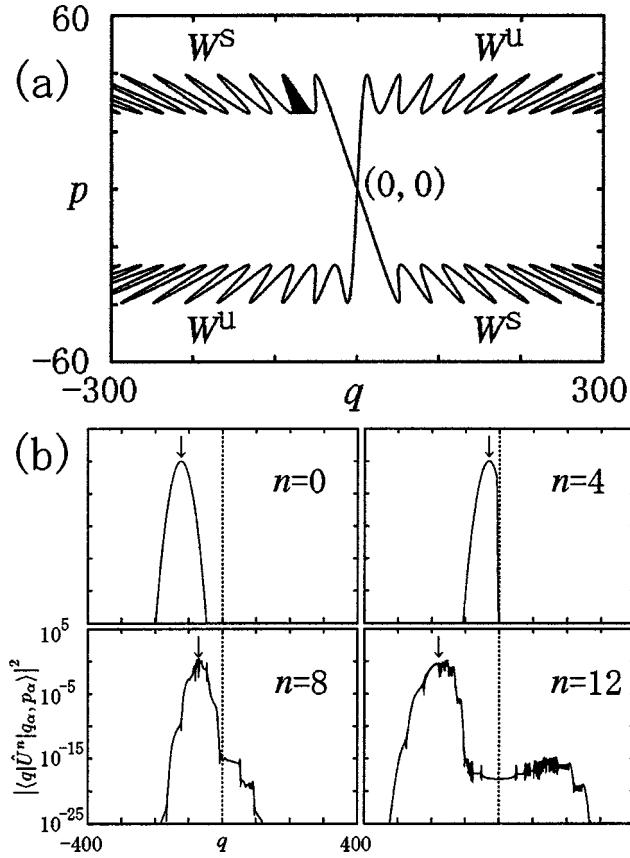 60
W^s W^u
(a)
p
(0, 0)
W^u W^s
-60
-300 q 300
(b)
n=0 n=4
|⟨q|Û^n|q_α, p_α⟩|^2
10^5
10^-5
10^-15
10^-25
n=8 n=12
-400 q 400